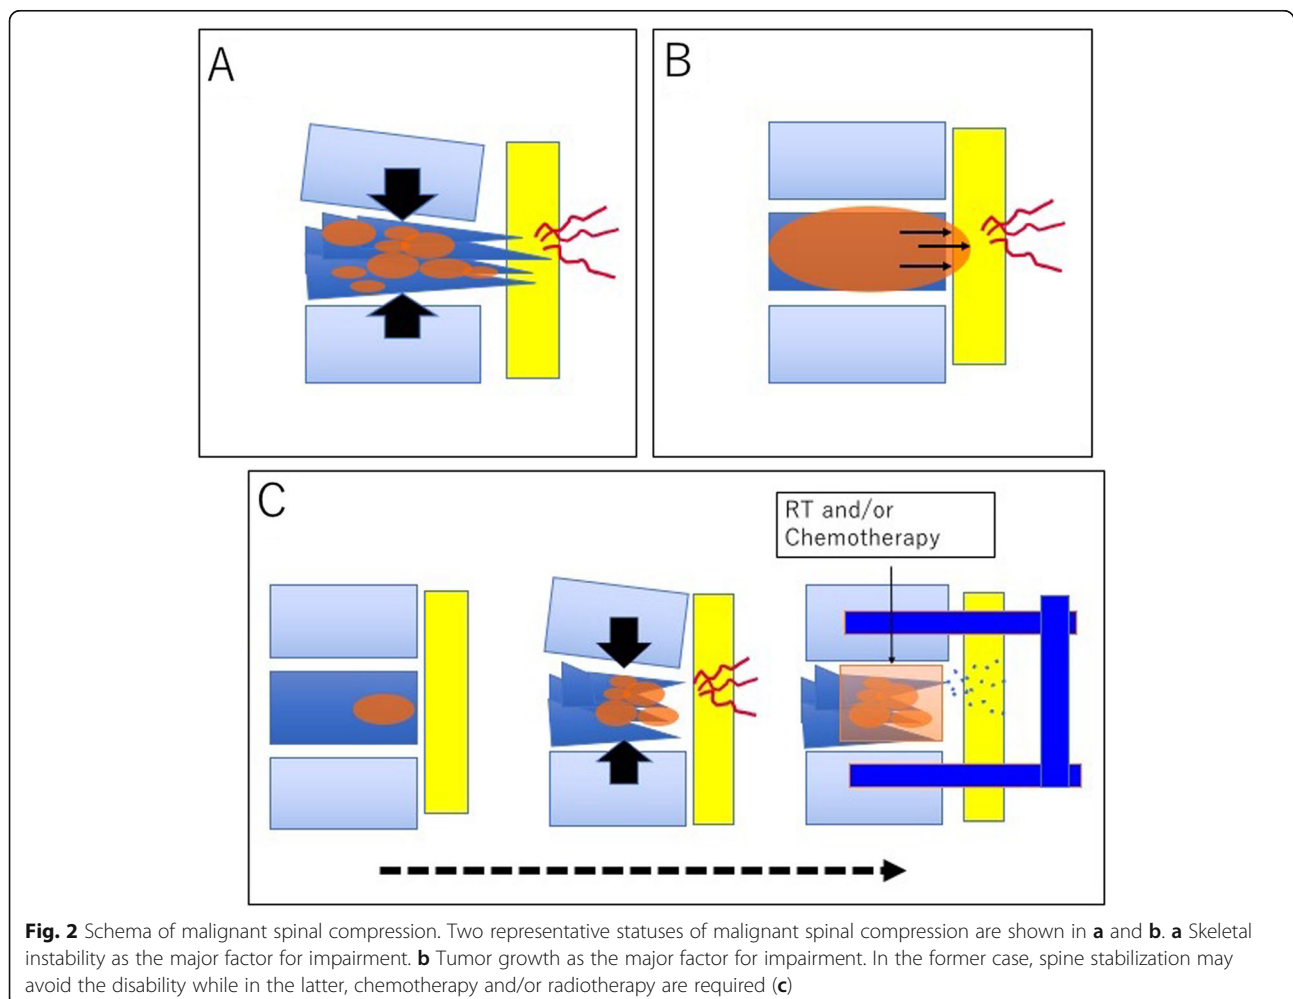 A
B
C
RT and/or
Chemotherapy
Fig. 2 Schema of malignant spinal compression. Two representative statuses of malignant spinal compression are shown in a and b. a Skeletal
instability as the major factor for impairment. b Tumor growth as the major factor for impairment. In the former case, spine stabilization may
avoid the disability while in the latter, chemotherapy and/or radiotherapy are required (c)